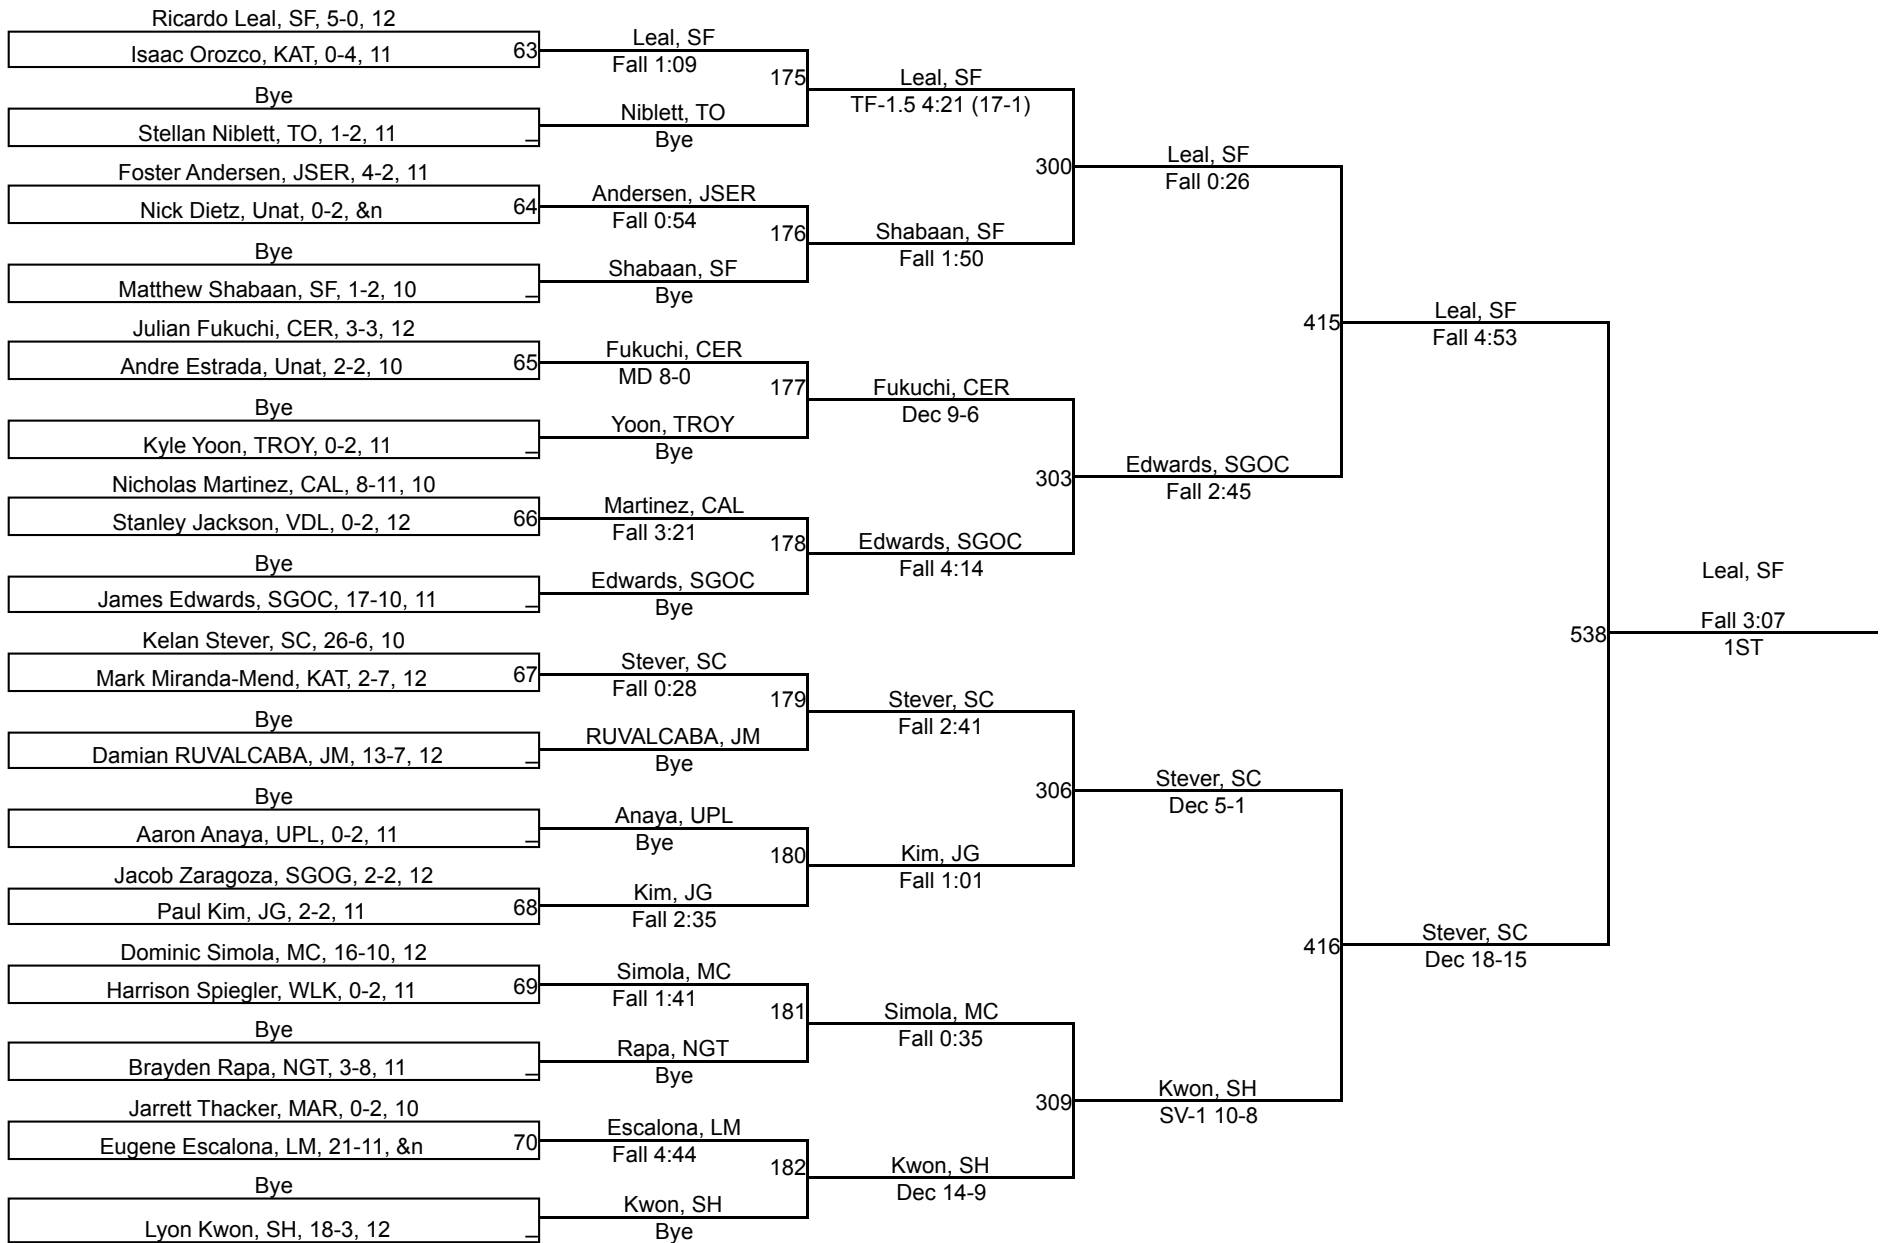 Ricardo Leal, SF, 5-0, 12
Isaac Orozco, KAT, 0-4, 11
63
Bye
Stellan Niblett, TO, 1-2, 11
_
Foster Andersen, JSER, 4-2, 11
Nick Dietz, Unat, 0-2, &n
64
Bye
Matthew Shabaan, SF, 1-2, 10
_
Julian Fukuchi, CER, 3-3, 12
Andre Estrada, Unat, 2-2, 10
65
Bye
Kyle Yoon, TROY, 0-2, 11
_
Nicholas Martinez, CAL, 8-11, 10
Stanley Jackson, VDL, 0-2, 12
66
Bye
James Edwards, SGOC, 17-10, 11
_
Kelan Stever, SC, 26-6, 10
Mark Miranda-Mend, KAT, 2-7, 12
67
Bye
Damian RUVALCABA, JM, 13-7, 12
_
Bye
Aaron Anaya, UPL, 0-2, 11
_
Jacob Zaragoza, SGOG, 2-2, 12
Paul Kim, JG, 2-2, 11
68
Dominic Simola, MC, 16-10, 12
Harrison Spiegler, WLK, 0-2, 11
69
Bye
Brayden Rapa, NGT, 3-8, 11
_
Jarrett Thacker, MAR, 0-2, 10
Eugene Escalona, LM, 21-11, &n
70
Bye
Lyon Kwon, SH, 18-3, 12
_
Leal, SF
Fall 1:09
175
Niblett, TO
Bye
Andersen, JSER
Fall 0:54
176
Shabaan, SF
Bye
Fukuchi, CER
MD 8-0
177
Yoon, TROY
Bye
Martinez, CAL
Fall 3:21
178
Edwards, SGOC
Bye
Stever, SC
Fall 0:28
179
RUVALCABA, JM
Bye
Anaya, UPL
Bye
180
Kim, JG
Fall 2:35
Simola, MC
Fall 1:41
181
Rapa, NGT
Bye
Escalona, LM
Fall 4:44
182
Kwon, SH
Bye
Leal, SF
TF-1.5 4:21 (17-1)
300
Shabaan, SF
Fall 1:50
Fukuchi, CER
Dec 9-6
303
Edwards, SGOC
Fall 4:14
Stever, SC
Fall 2:41
306
Kim, JG
Fall 1:01
Simola, MC
Fall 0:35
309
Kwon, SH
Dec 14-9
Leal, SF
Fall 0:26
415
Edwards, SGOC
Fall 2:45
Stever, SC
Dec 5-1
416
Kwon, SH
SV-1 10-8
Leal, SF
Fall 4:53
538
Stever, SC
Dec 18-15
Leal, SF
Fall 3:07
1ST